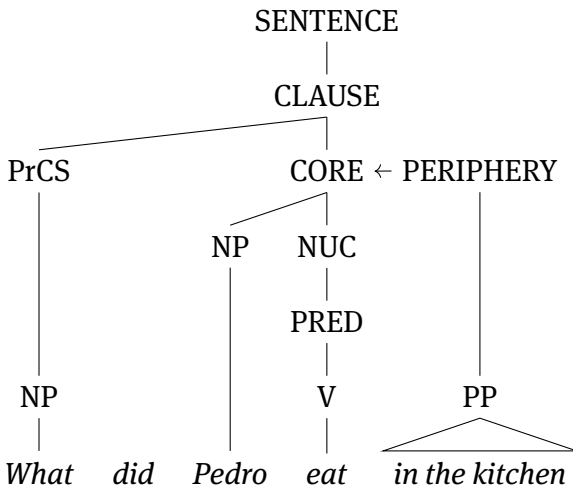 SENTENCE
CLAUSE
PrCS CORE ← PERIPHERY
NP NUC
PRED
NP V PP
What did Pedro eat in the kitchen